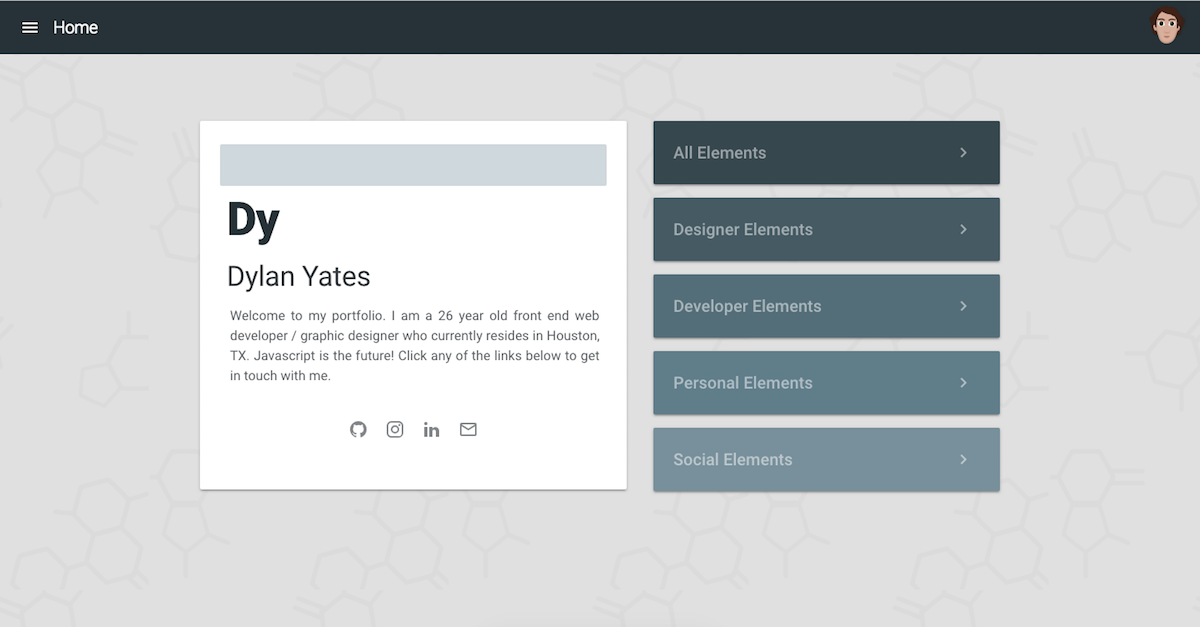 Home
Dy
Dylan Yates
Welcome to my portfolio. I am a 26 year old front end web
developer / graphic designer who currently resides in Houston,
TX. Javascript is the future! Click any of the links below to get
in touch with me.
All Elements
Designer Elements
Developer Elements
Personal Elements
Social Elements